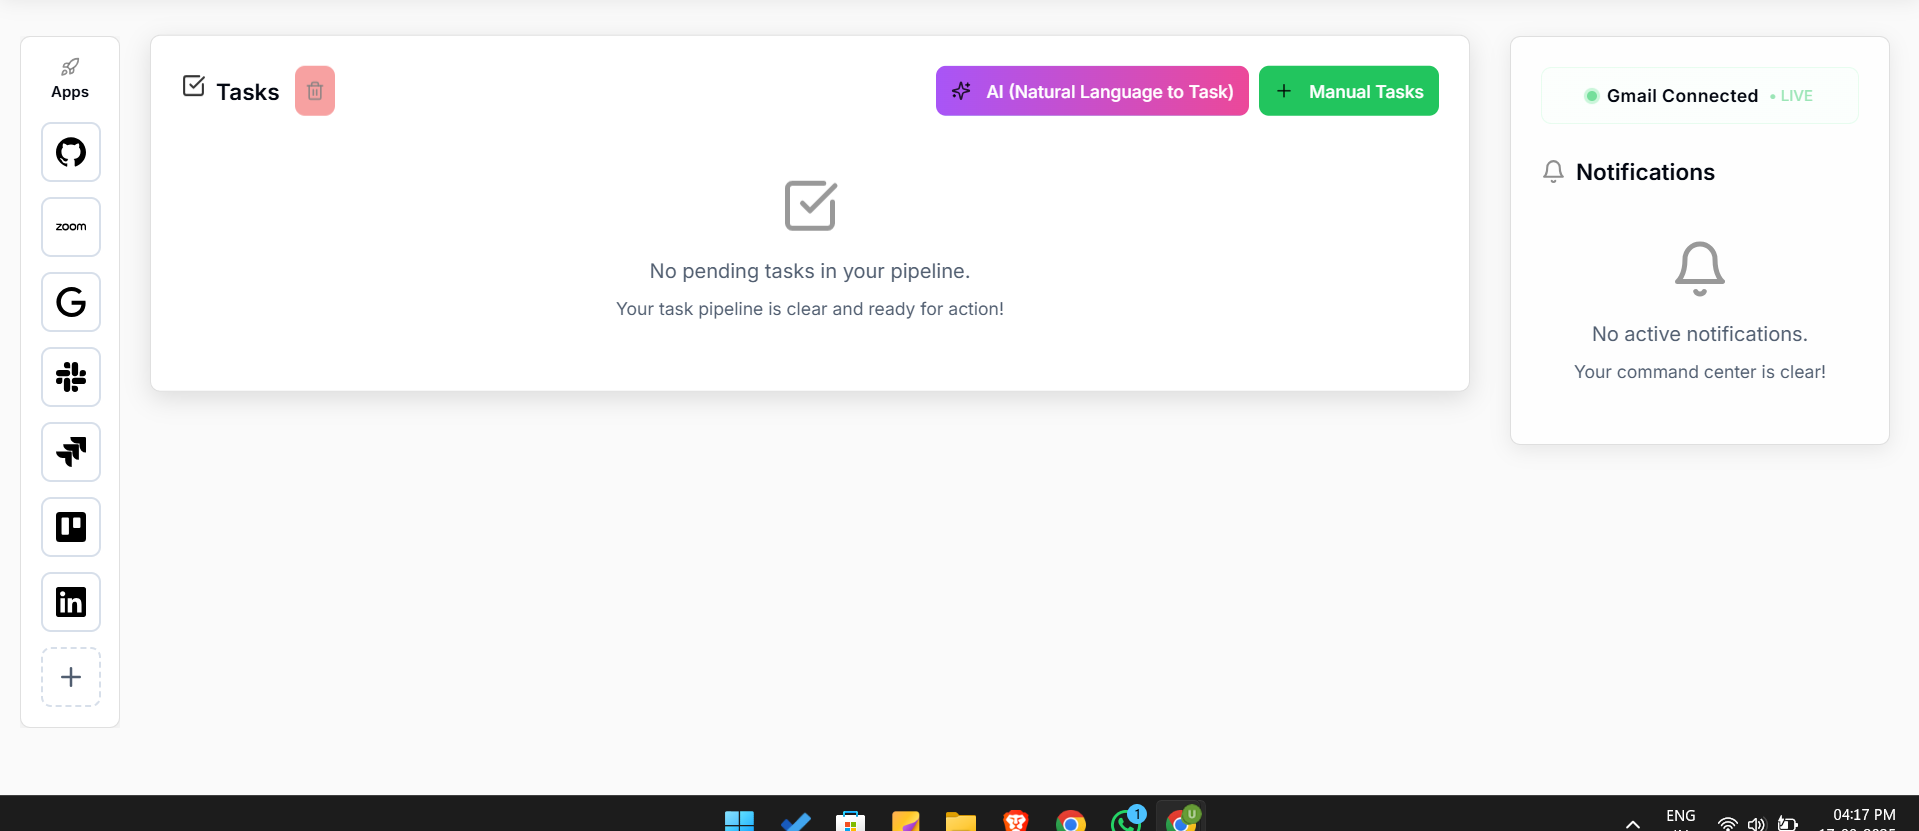 Apps
zoom
Tasks
AI (Natural Language to Task)
Manual Tasks
No pending tasks in your pipeline.
Your task pipeline is clear and ready for action!
Gmail Connected • LIVE
Notifications
No active notifications.
Your command center is clear!
1
U
ENG
04:17 PM